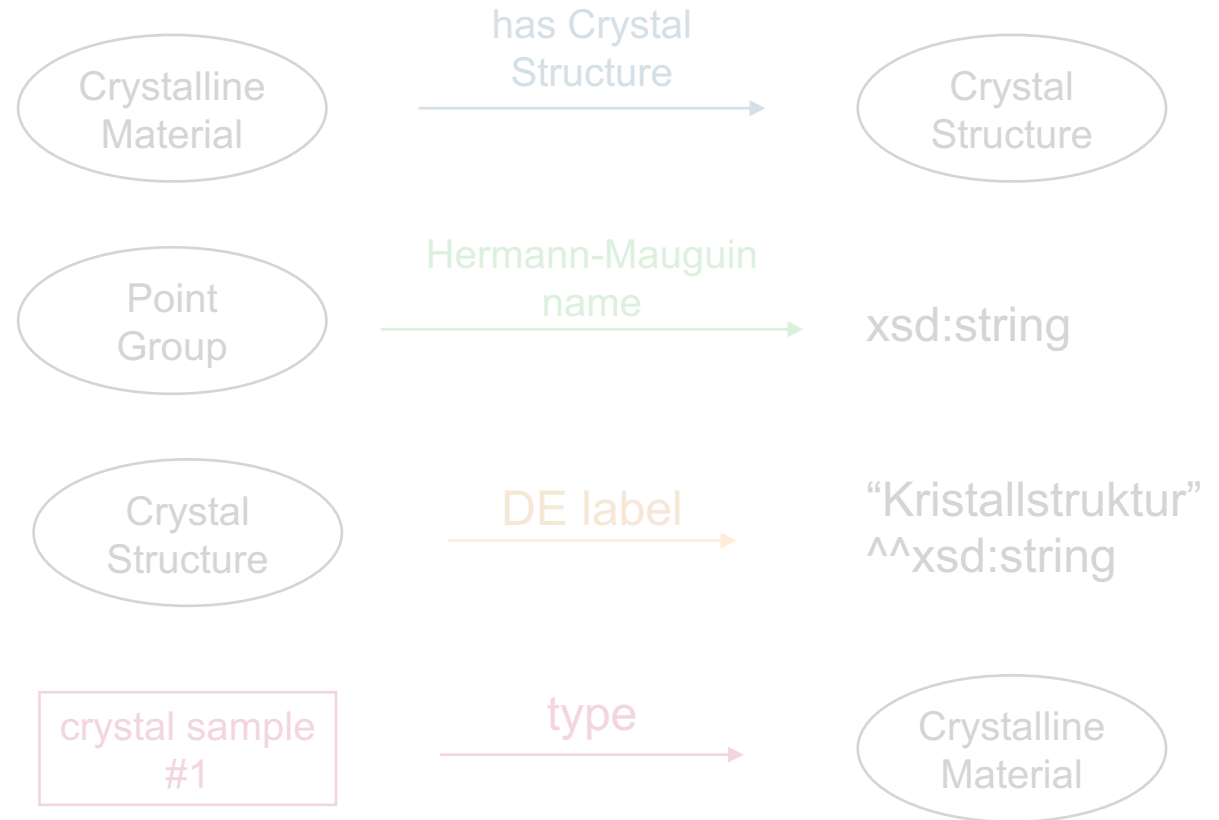 has Crystal
Structure
Crystalline
Material
Crystal
Structure
Hermann-Mauguin
name
Point
Group
xsd:string
Crystal
Structure
DE label
“Kristallstruktur”
^^xsd:string
crystal sample
#1
type
Crystalline
Material